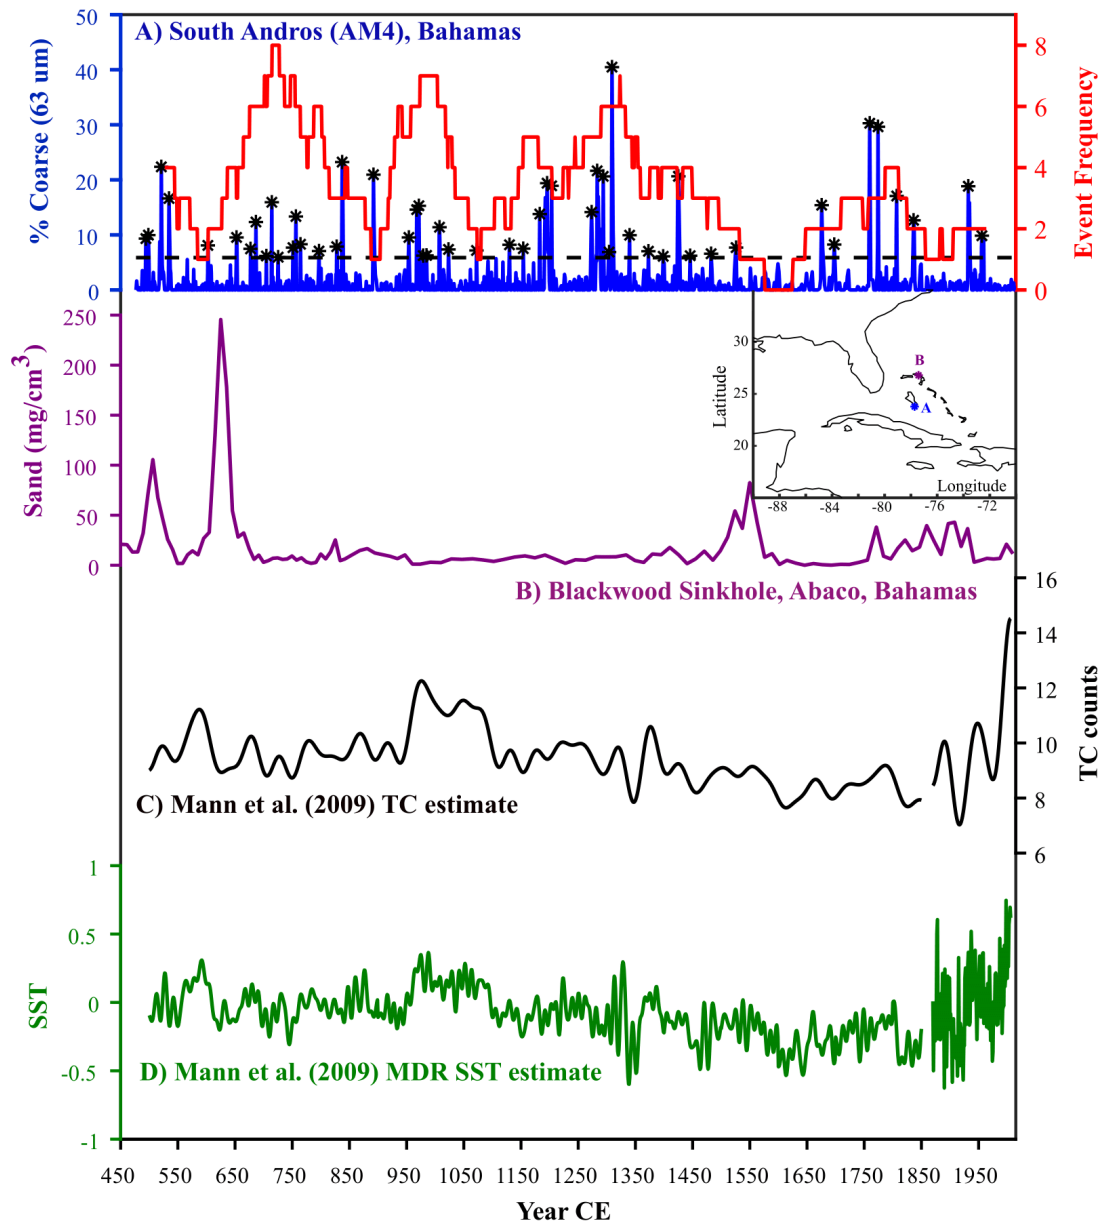 A) South Andros (AM4), Bahamas
% Coarse (63 um)
50
40
30
20
10
0
Event Frequency
8
6
4
2
0
Sand (mg/cm3)
250
200
150
100
50
0
B) Blackwood Sinkhole, Abaco, Bahamas
Latitude
30
25
20
B
A
Longitude
-88
-84
-80
-76
-72
TC counts
16
14
12
10
8
6
C) Mann et al. (2009) TC estimate
SST
1
0.5
0
-0.5
-1
D) Mann et al. (2009) MDR SST estimate
450 550 650 750 850 950 1050 1150 1250 1350 1450 1550 1650 1750 1850 1950
Year CE